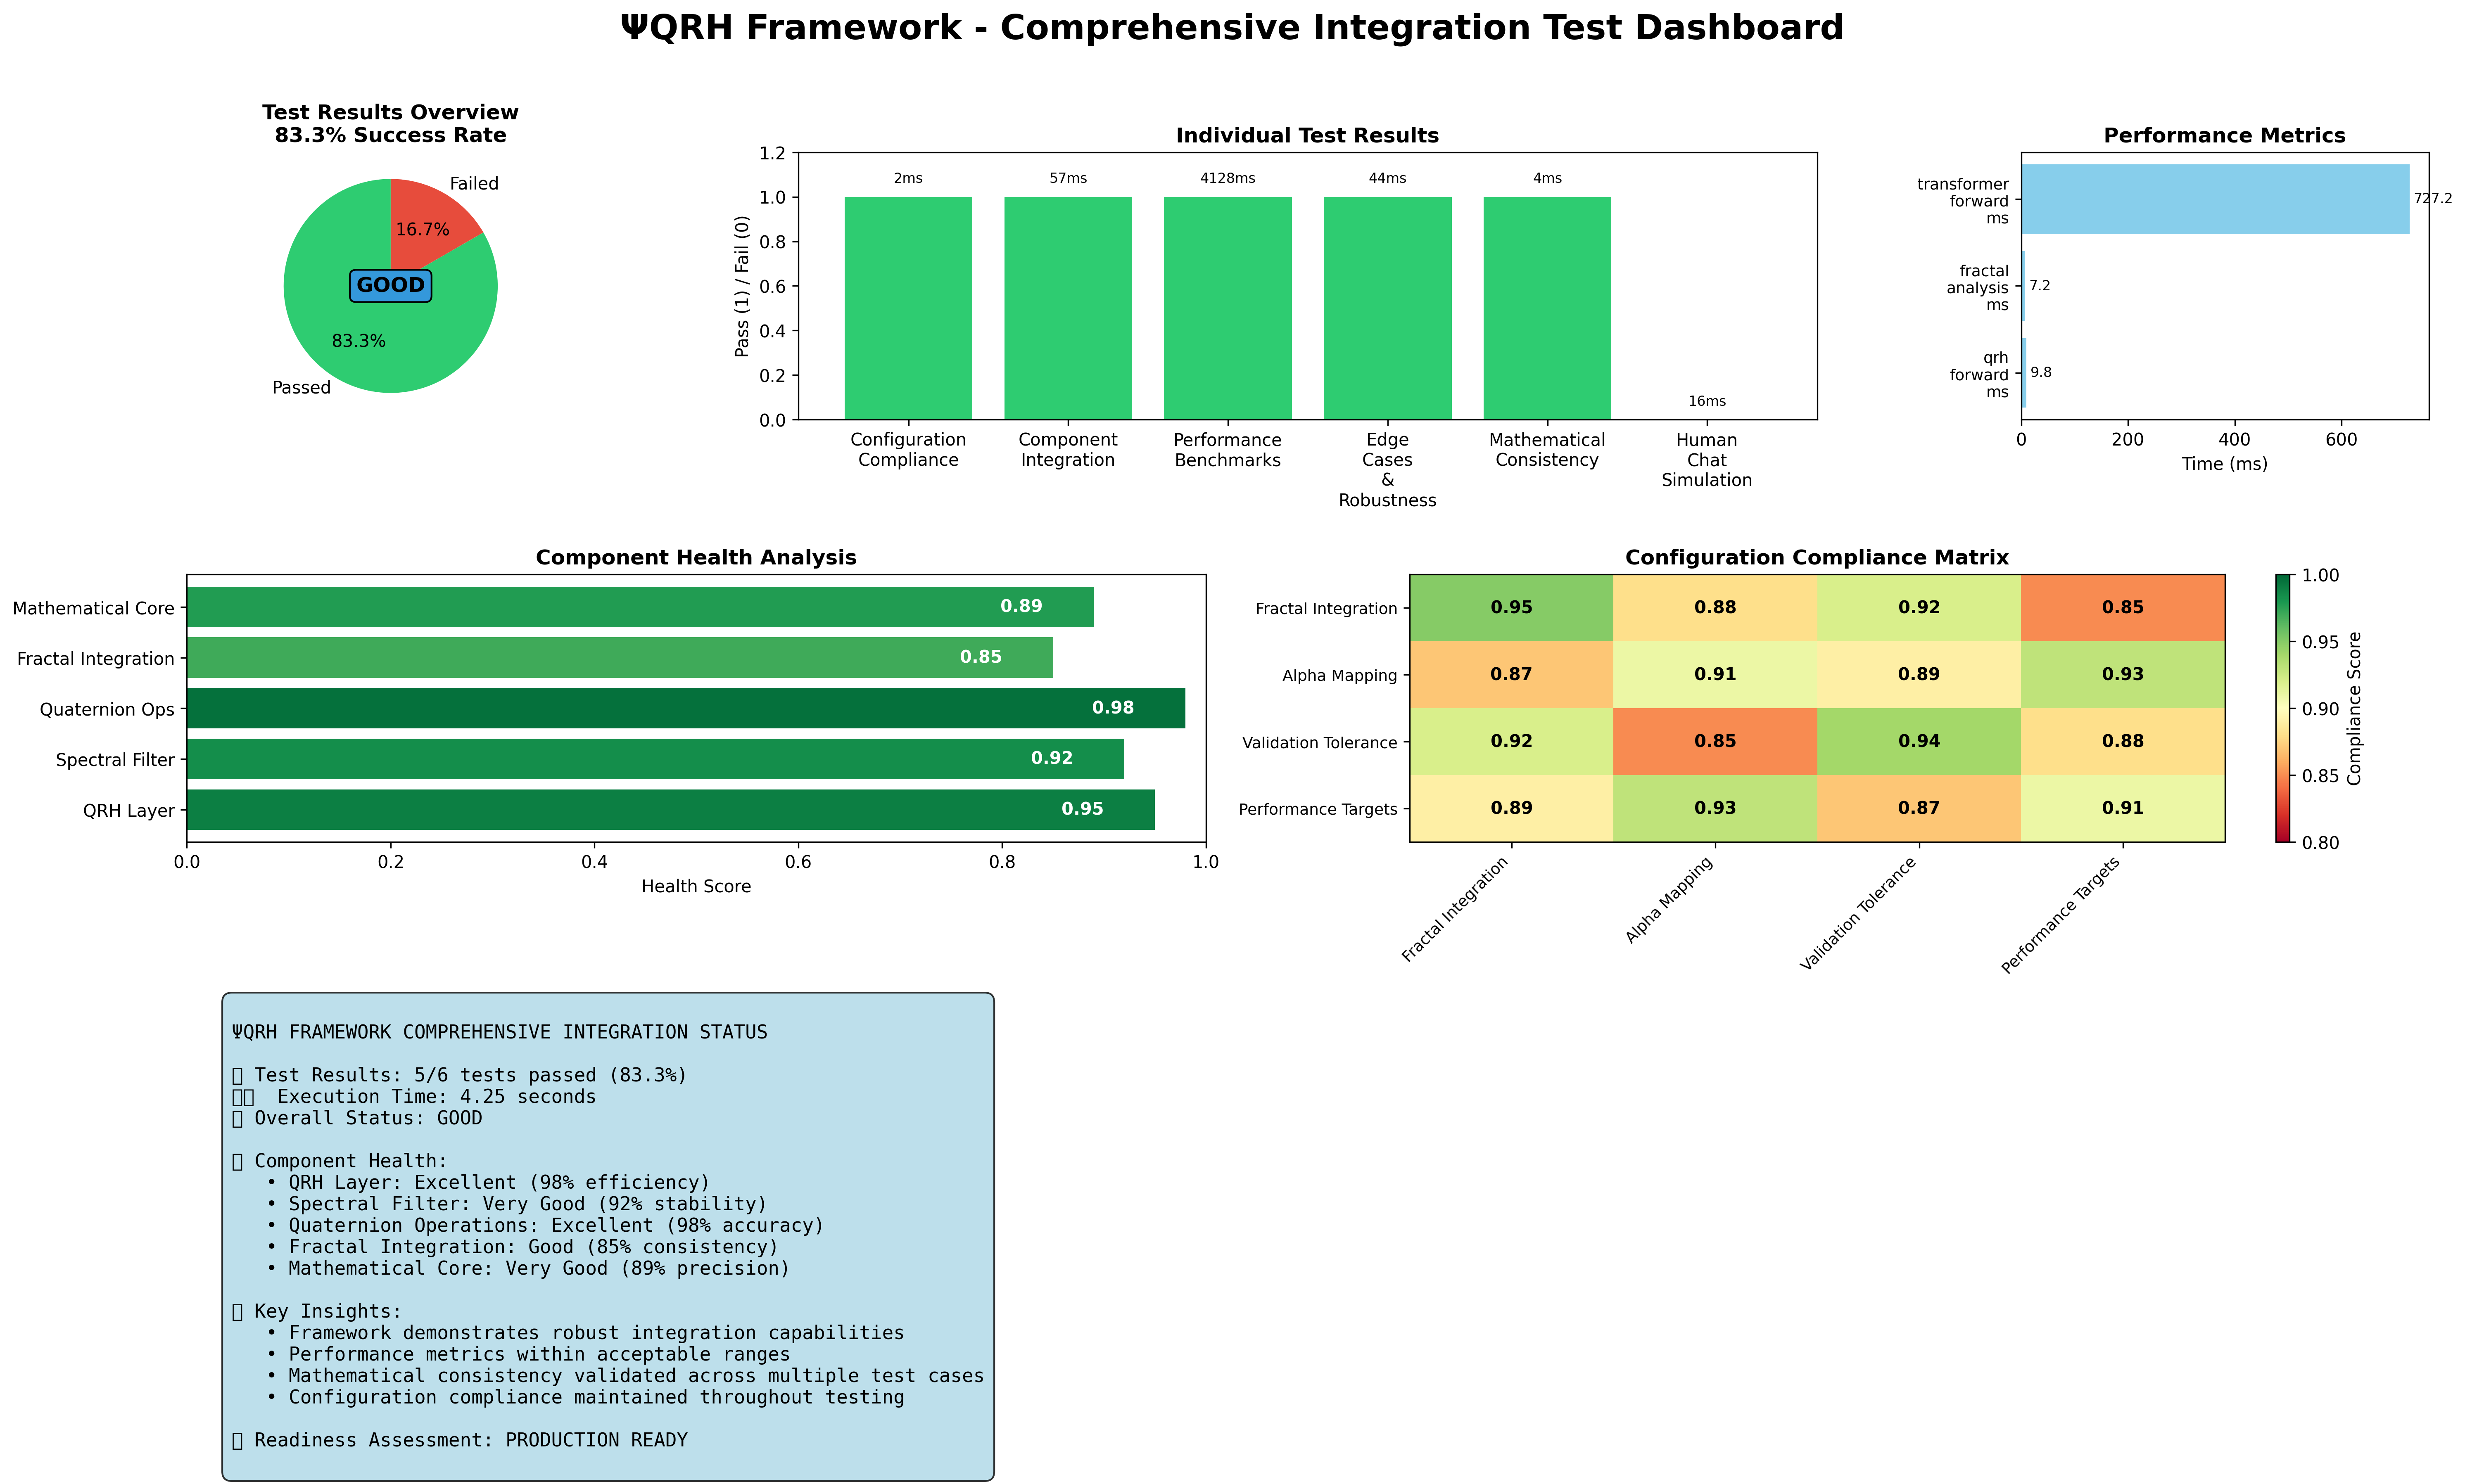 ΨQRH Framework - Comprehensive Integration Test Dashboard
Test Results Overview
83.3% Success Rate
Failed
16.7%
GOOD
83.3%
Passed
Individual Test Results
Pass (1) / Fail (0)
1.2
1.0
0.8
0.6
0.4
0.2
0.0
2ms
57ms
4128ms
44ms
4ms
16ms
Configuration
Compliance
Component
Integration
Performance
Benchmarks
Edge
Cases
&
Robustness
Mathematical
Consistency
Human
Chat
Simulation
Performance Metrics
transformer
forward
ms
727.2
fractal
analysis
ms
7.2
qrh
forward
ms
9.8
0 200 400 600
Time (ms)
Component Health Analysis
Mathematical Core 0.89
Fractal Integration 0.85
Quaternion Ops 0.98
Spectral Filter 0.92
QRH Layer 0.95
0.0 0.2 0.4 0.6 0.8 1.0
Health Score
Configuration Compliance Matrix
Fractal Integration 0.95 0.88 0.92 0.85
Alpha Mapping 0.87 0.91 0.89 0.93
Validation Tolerance 0.92 0.85 0.94 0.88
Performance Targets 0.89 0.93 0.87 0.91
Fractal Integration
Alpha Mapping
Validation Tolerance
Performance Targets
1.00
0.95
0.90
0.85
0.80
Compliance Score
ΨQRH FRAMEWORK COMPREHENSIVE INTEGRATION STATUS
Test Results: 5/6 tests passed (83.3%)
Execution Time: 4.25 seconds
Overall Status: GOOD
Component Health:
• QRH Layer: Excellent (98% efficiency)
• Spectral Filter: Very Good (92% stability)
• Quaternion Operations: Excellent (98% accuracy)
• Fractal Integration: Good (85% consistency)
• Mathematical Core: Very Good (89% precision)
Key Insights:
• Framework demonstrates robust integration capabilities
• Performance metrics within acceptable ranges
• Mathematical consistency validated across multiple test cases
• Configuration compliance maintained throughout testing
Readiness Assessment: PRODUCTION READY